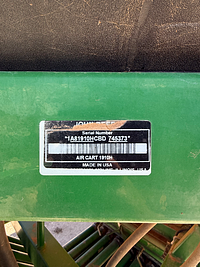 JOHN DEERE
Serial Number
*1A81910HCBD 745373*
AIR CART 1910H
MADE IN USA